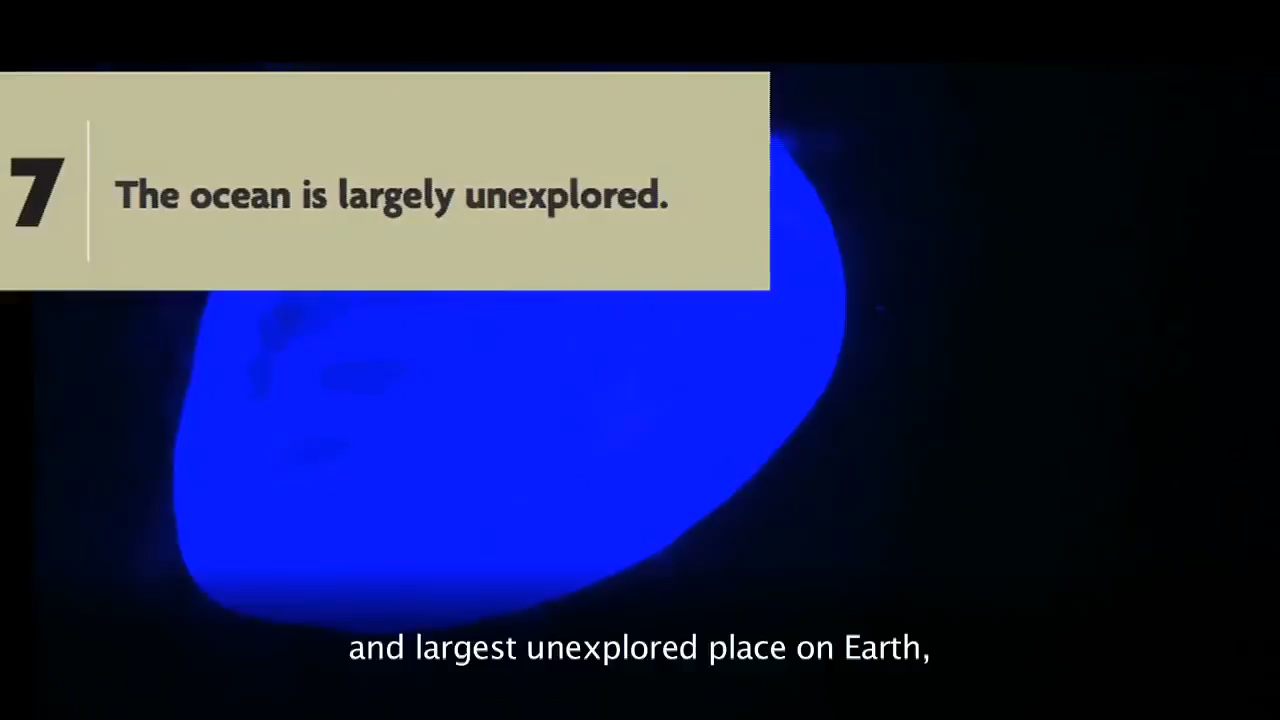 7
The ocean is largely unexplored.
and largest unexplored place on Earth,